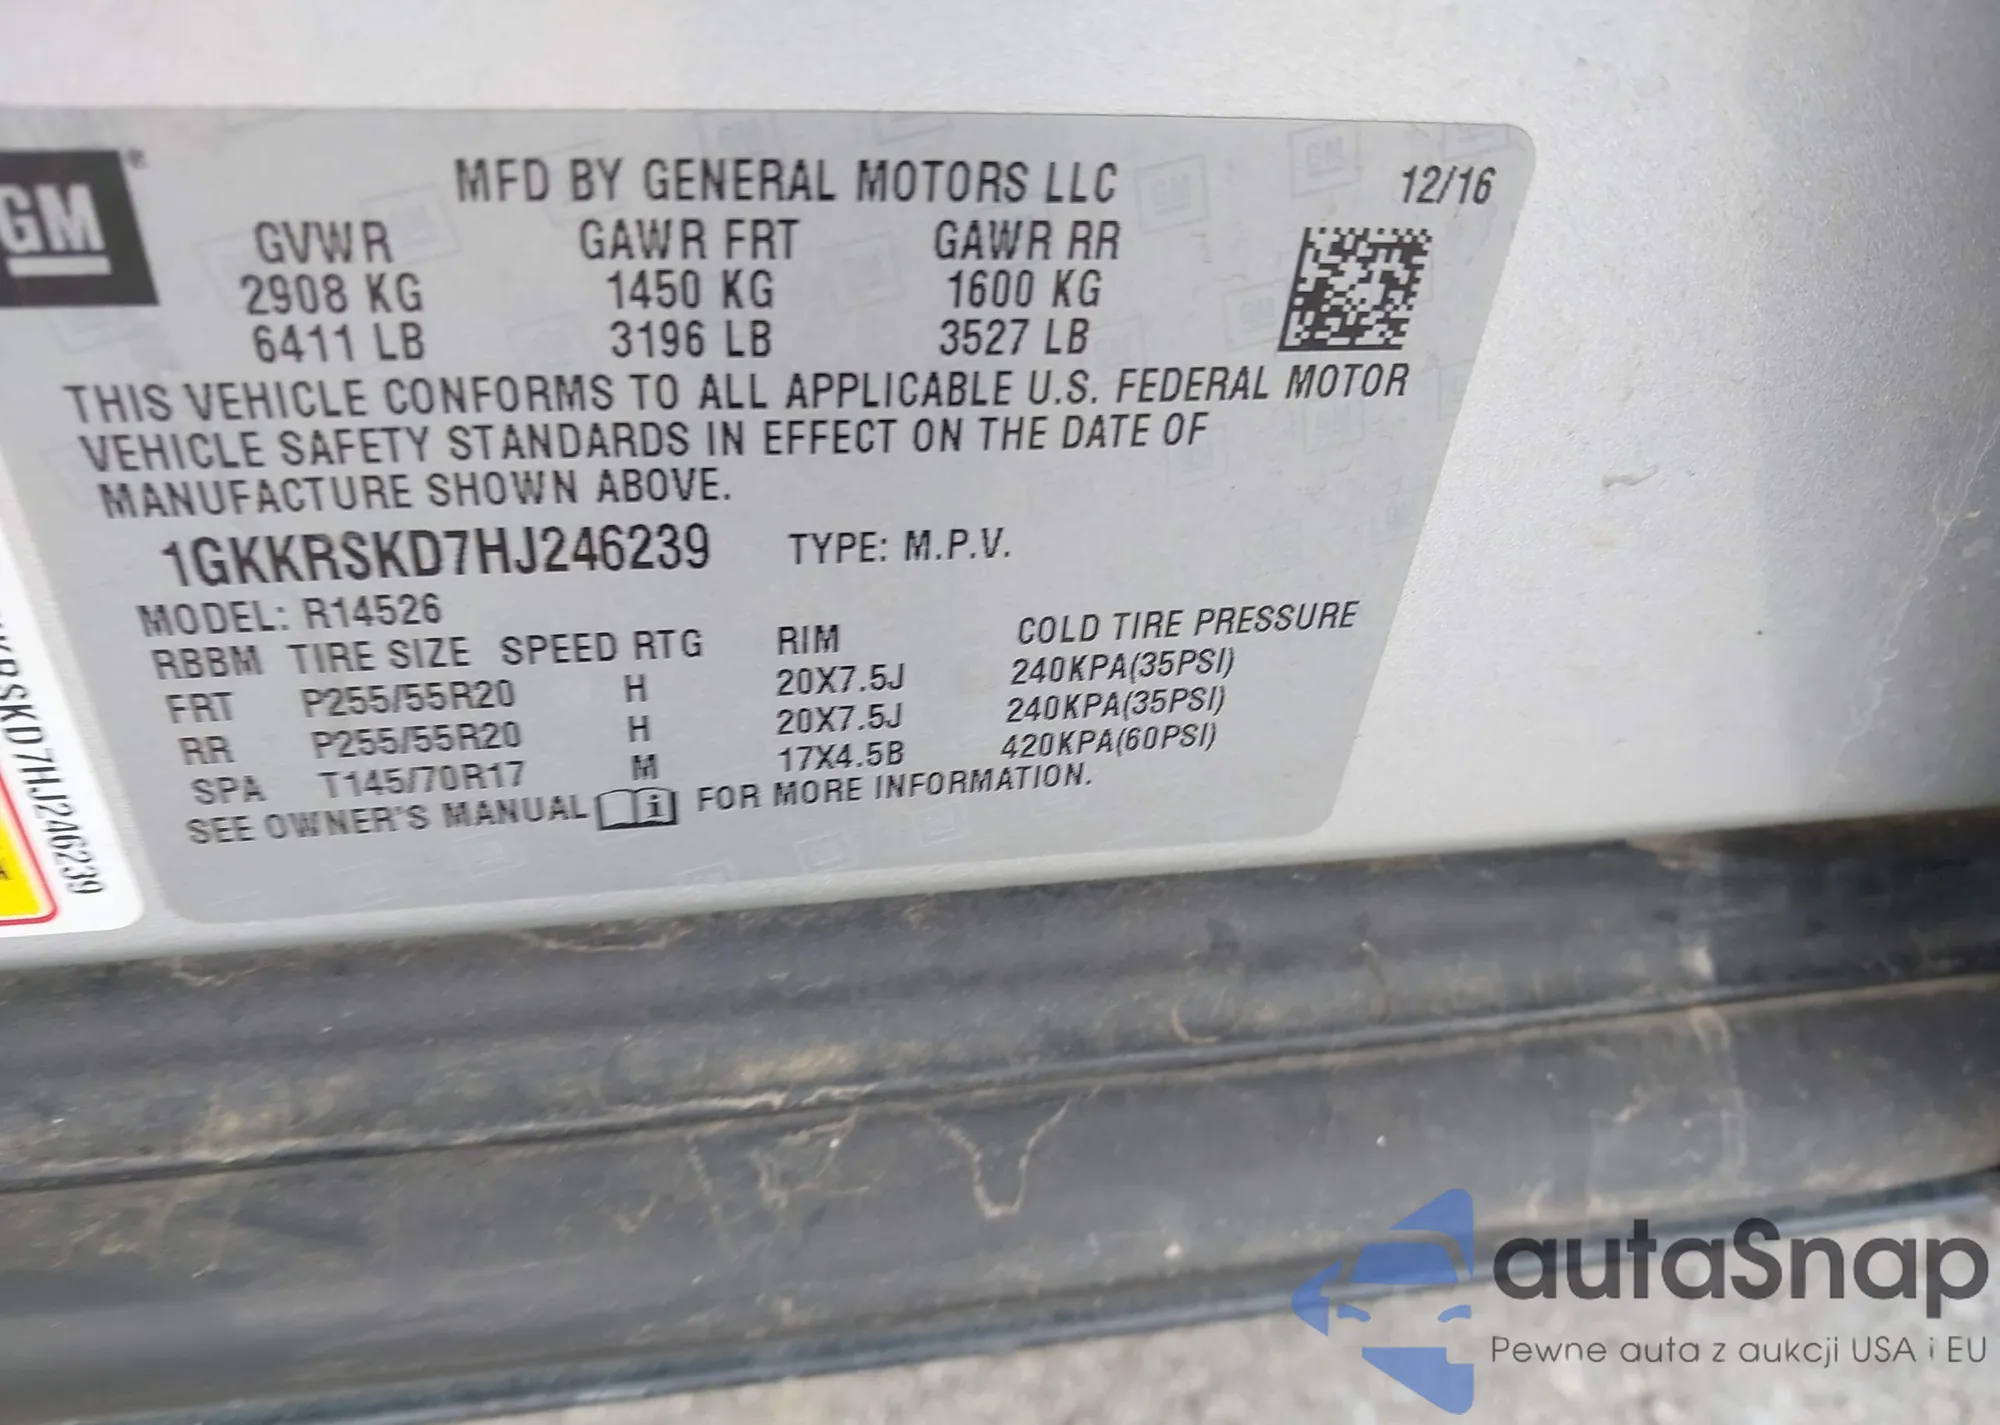 GM
MFD BY GENERAL MOTORS LLC 12/16
GVWR GAWR FRT GAWR RR
2908 KG 1450 KG 1600 KG
6411 LB 3196 LB 3527 LB
THIS VEHICLE CONFORMS TO ALL APPLICABLE U.S. FEDERAL MOTOR
VEHICLE SAFETY STANDARDS IN EFFECT ON THE DATE OF
MANUFACTURE SHOWN ABOVE.
1GKKRSKD7HJ246239 TYPE: M.P.V.
MODEL: R14526
RBBM TIRE SIZE SPEED RTG RIM COLD TIRE PRESSURE
FRT P255/55R20 H 20X7.5J 240KPA(35PSI)
RR P255/55R20 H 20X7.5J 240KPA(35PSI)
SPA T145/70R17 M 17X4.5B 420KPA(60PSI)
SEE OWNER'S MANUAL FOR MORE INFORMATION.
KRSKD7HJ246239
autaSnap
Pewne auta z aukcji USA i EU